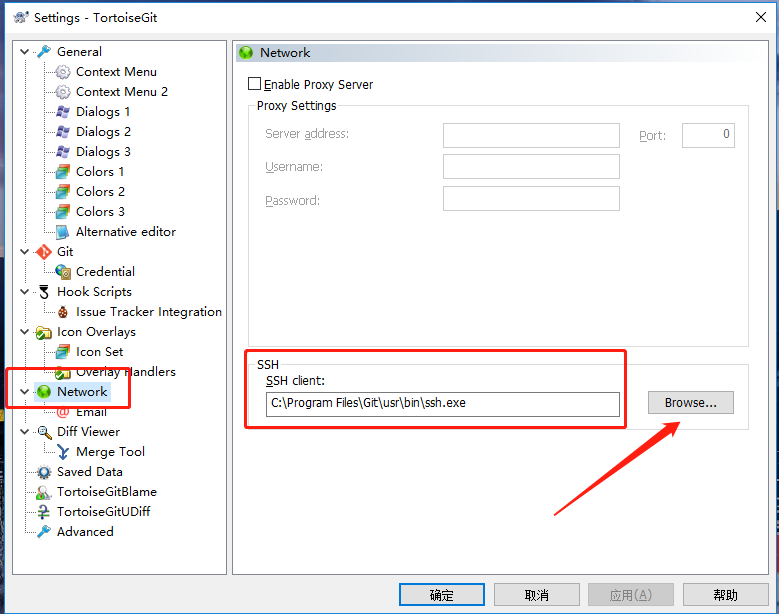 Settings - TortoiseGit
General
Context Menu
Context Menu 2
Dialogs 1
Dialogs 2
Dialogs 3
Colors 1
Colors 2
Colors 3
Alternative editor
Git
Credential
Hook Scripts
Issue Tracker Integration
Icon Overlays
Icon Set
Overlay Handlers
Network
Email
Diff Viewer
Merge Tool
Saved Data
TortoiseGitBlame
TortoiseGitUDiff
Advanced
Network
Enable Proxy Server
Proxy Settings
Server address:
Port: 0
Username:
Password:
SSH
SSH client:
C:\Program Files\Git\usr\bin\ssh.exe
Browse...
确定 取消 应用(A) 帮助